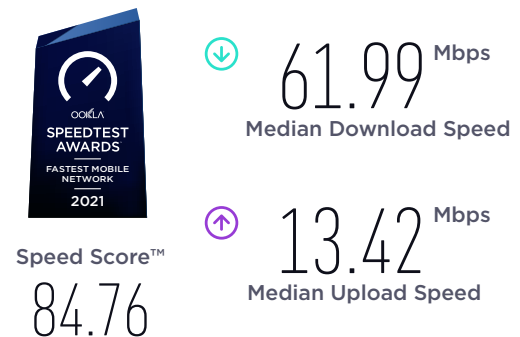 OOKLA
SPEEDTEST
AWARDS
FASTEST MOBILE
NETWORK
2021
Speed Score™
84.76
61.99 Mbps
Median Download Speed
13.42 Mbps
Median Upload Speed